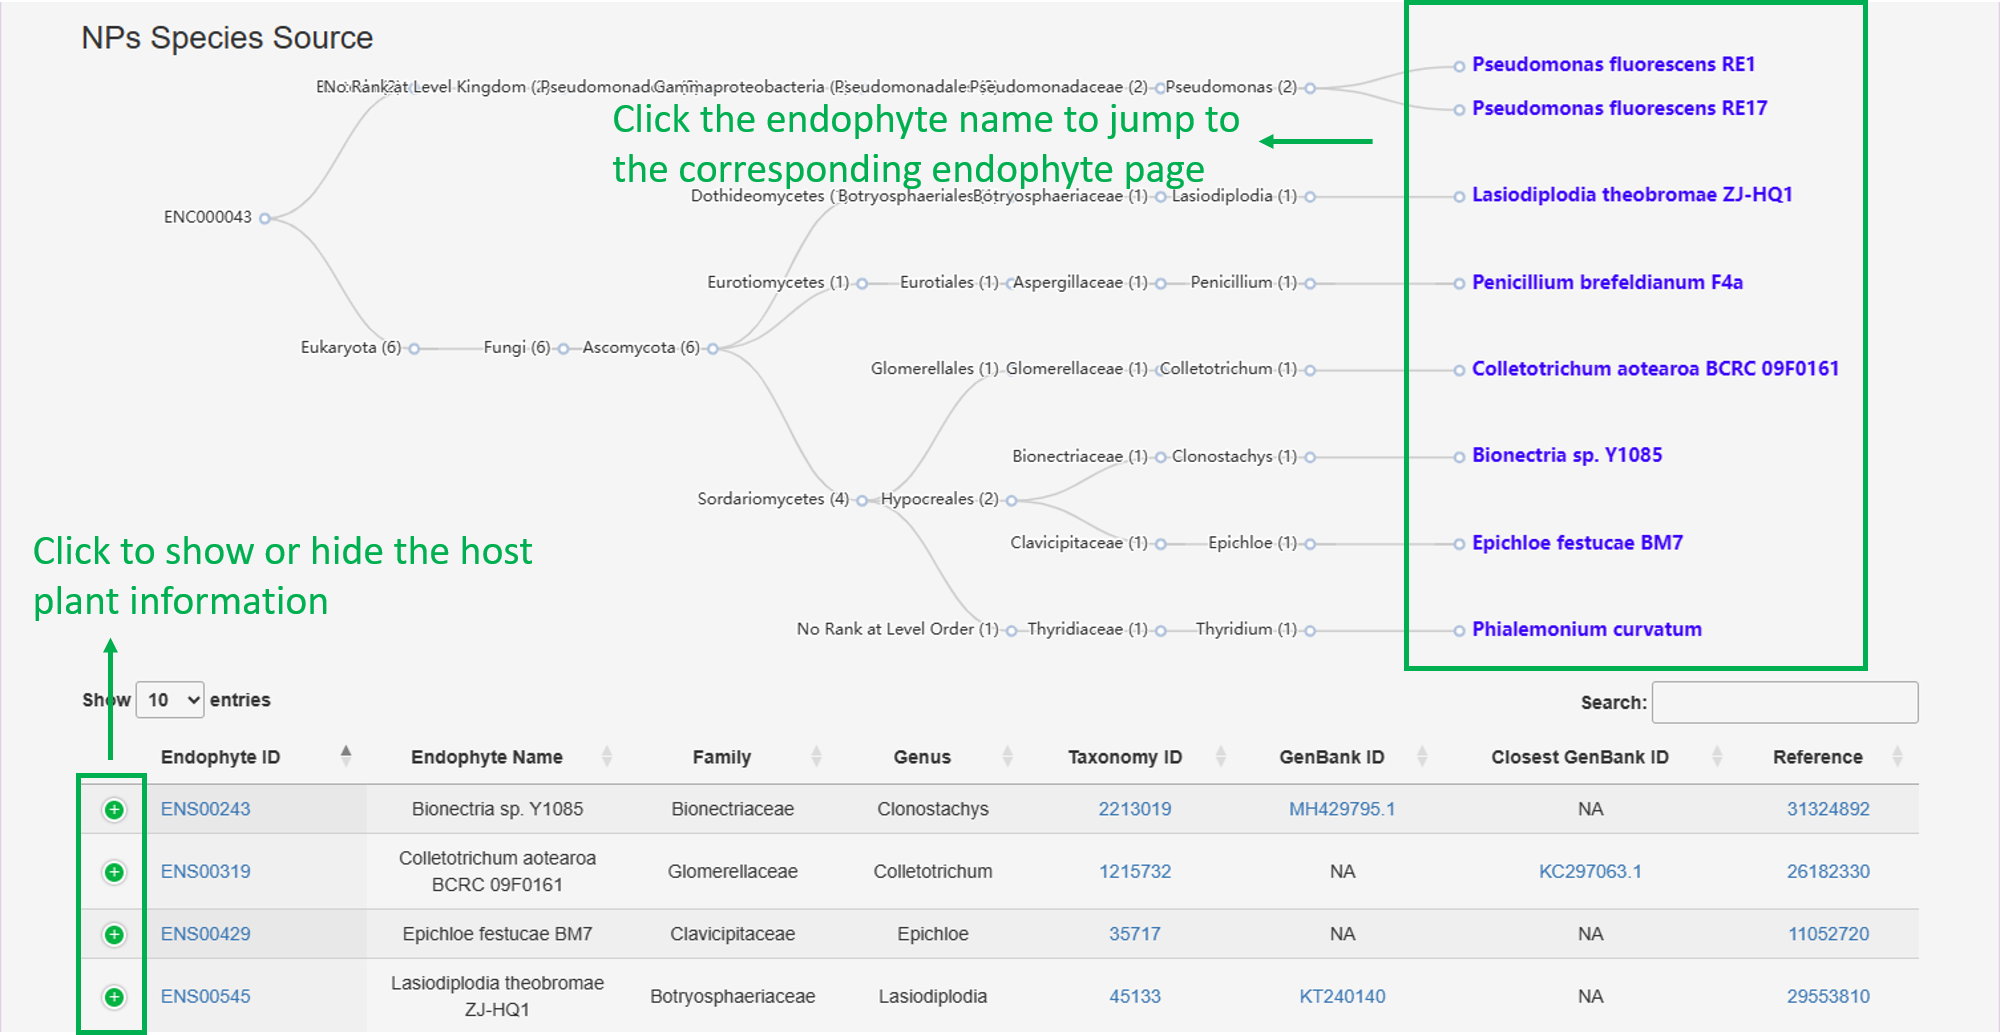 NPs Species Source
No Rank at Level Kingdom
Gammaproteobacteria
Pseudomonadaceae (2)
Pseudomonas (2)
Pseudomonas fluorescens RE1
Pseudomonas fluorescens RE17
Click the endophyte name to jump to
the corresponding endophyte page
Dothideomycetes
Botryosphaeriales
Botryosphaeriaceae (1)
Lasiodiplodia (1)
Lasiodiplodia theobromae ZJ-HQ1
ENC000043
Eurotiomycetes (1)
Eurotiales (1)
Aspergillaceae (1)
Penicillium (1)
Penicillium brefeldianum F4a
Eukaryota (6)
Fungi (6)
Ascomycota (6)
Glomerellales (1)
Glomerellaceae (1)
Colletotrichum (1)
Colletotrichum aotearoa BCRC 09F0161
Bionectriaceae (1)
Clonostachys (1)
Bionectria sp. Y1085
Sordariomycetes (4)
Hypocreales (2)
Clavicipitaceae (1)
Epichloe (1)
Epichloe festucae BM7
Click to show or hide the host
plant information
No Rank at Level Order (1)
Thyridiaceae (1)
Thyridium (1)
Phialemonium curvatum
Show 10 entries
Search:
Endophyte ID Endophyte Name Family Genus Taxonomy ID GenBank ID Closest GenBank ID Reference
ENS00243 Bionectria sp. Y1085 Bionectriaceae Clonostachys 2213019 MH429795.1 NA 31324892
Colletotrichum aotearoa
ENS00319 BCRC 09F0161 Glomerellaceae Colletotrichum 1215732 NA KC297063.1 26182330
ENS00429 Epichloe festucae BM7 Clavicipitaceae Epichloe 35717 NA NA 11052720
Lasiodiplodia theobromae
ENS00545 ZJ-HQ1 Botryosphaeriaceae Lasiodiplodia 45133 KT240140 NA 29553810